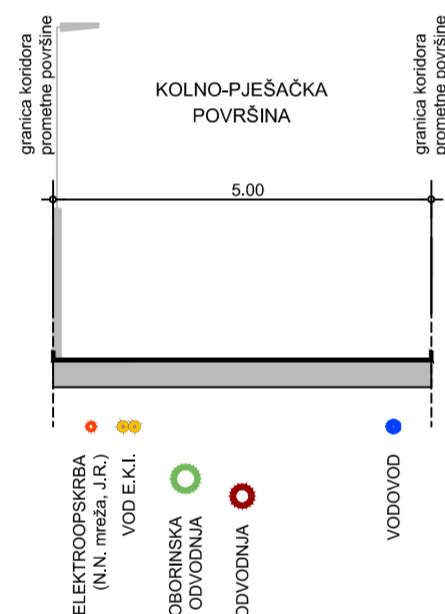 granica koridora
prometne površine
KOLNO-PJEŠAČKA
POVRŠINA
granica koridora
prometne površine
5.00
ELEKTROOPSKRBA
(N.N. mreža, J.R.)
VOD E.K.I.
OBORINSKA
ODVODNJA
ODVODNJA
VODOVOD